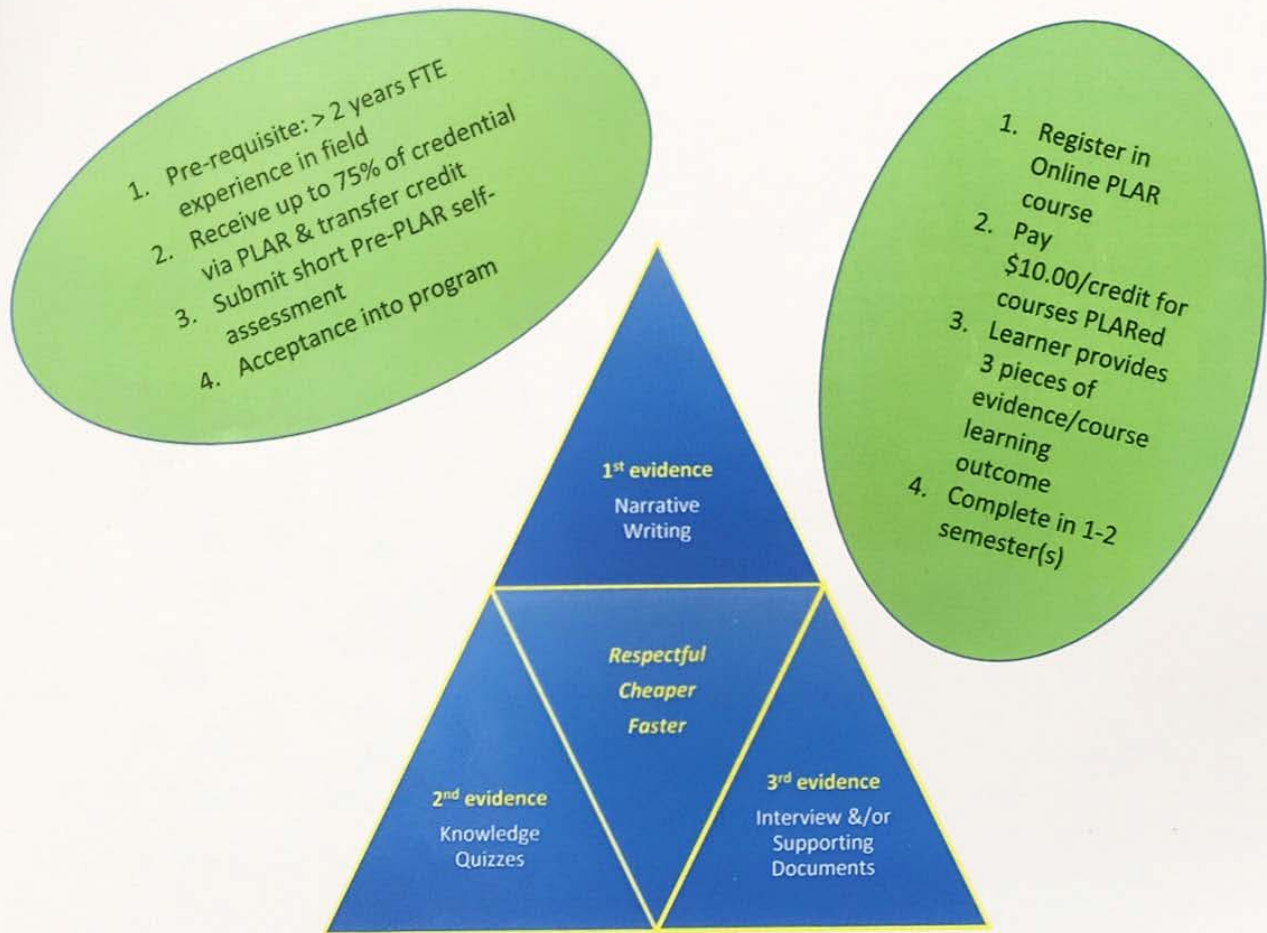 1. Pre-requisite: > 2 years FTE
experience in field
2. Receive up to 75% of credential
via PLAR & transfer credit
3. Submit short Pre-PLAR self-
assessment
4. Acceptance into program
1. Register in
Online PLAR
course
2. Pay
$10.00/credit for
courses PLARed
3. Learner provides
3 pieces of
evidence/course
learning
outcome
4. Complete in 1-2
semester(s)
1st evidence
Narrative
Writing
Respectful
Cheaper
Faster
2nd evidence
Knowledge
Quizzes
3rd evidence
Interview &/or
Supporting
Documents